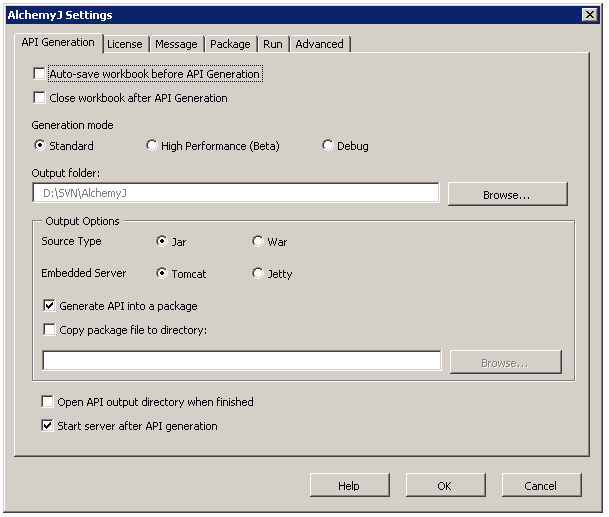 AlchemyJ Settings
API Generation License Message Package Run Advanced
Auto-save workbook before API Generation
Close workbook after API Generation
Generation mode
Standard High Performance (Beta) Debug
Output folder:
D:\SVN\AlchemyJ Browse...
Output Options
Source Type Jar War
Embedded Server Tomcat Jetty
Generate API into a package
Copy package file to directory:
Browse...
Open API output directory when finished
Start server after API generation
Help OK Cancel